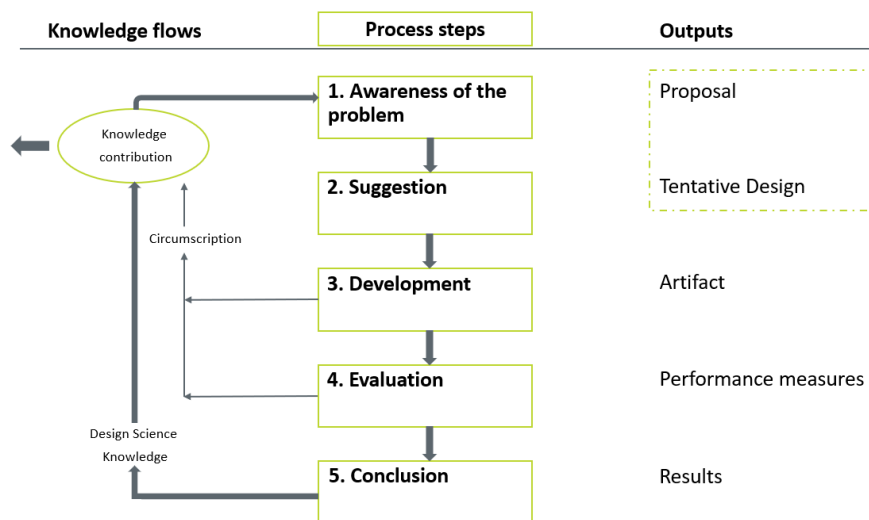 Knowledge flows
Process steps
Outputs
1. Awareness of the
problem
Proposal
Knowledge
contribution
2. Suggestion
Tentative Design
Circumscription
3. Development
Artifact
4. Evaluation
Performance measures
Design Science
Knowledge
5. Conclusion
Results